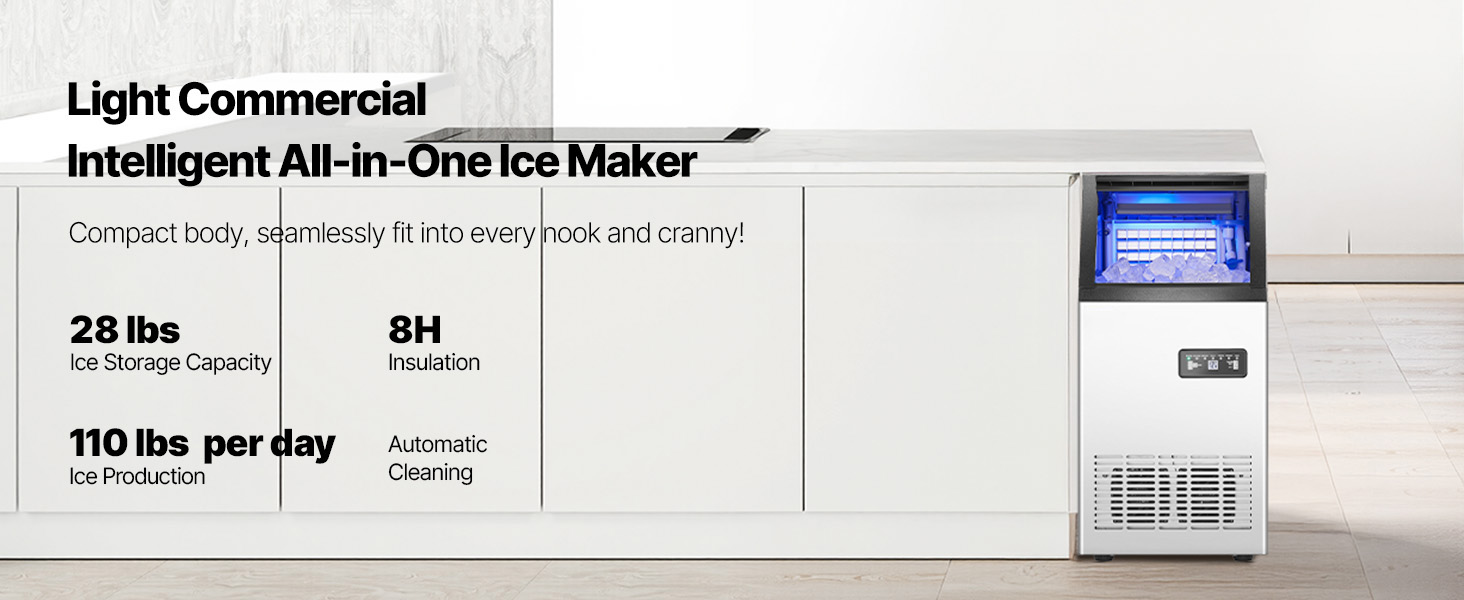 Light Commercial
Intelligent All-in-One Ice Maker
Compact body, seamlessly fit into every nook and cranny!
28 lbs
Ice Storage Capacity
8H
Insulation
110 lbs per day
Ice Production
Automatic
Cleaning